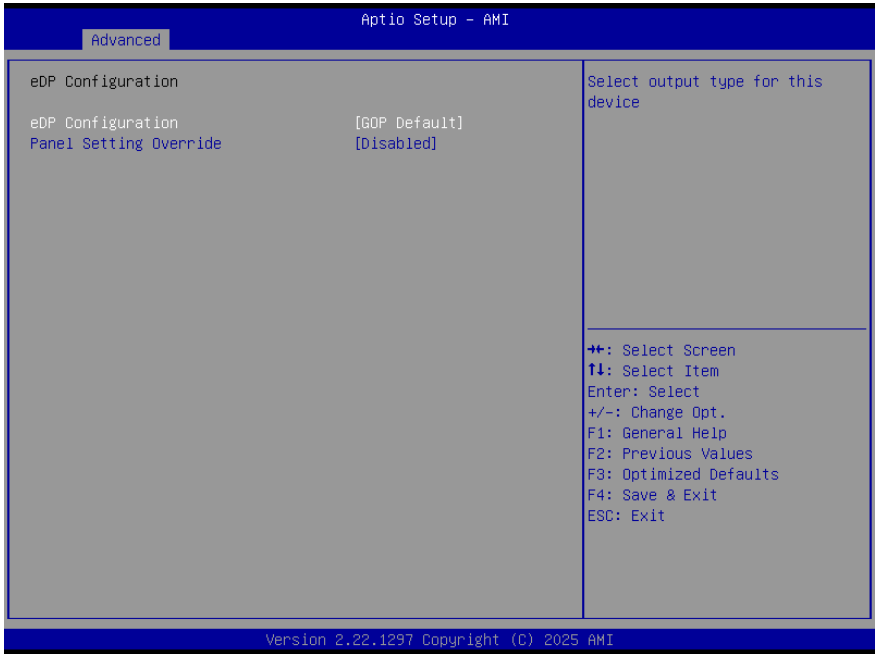 Aptio Setup – AMI
Advanced
eDP Configuration
eDP Configuration [GOP Default]
Panel Setting Override [Disabled]
Select output type for this
device
→←: Select Screen
↑↓: Select Item
Enter: Select
+/-: Change Opt.
F1: General Help
F2: Previous Values
F3: Optimized Defaults
F4: Save & Exit
ESC: Exit
Version 2.22.1297 Copyright (C) 2025 AMI